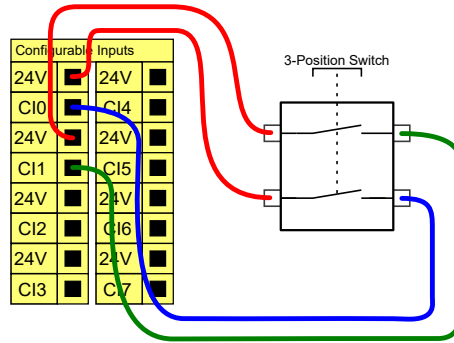 Configurable Inputs
3-Position Switch
24V 24V
CI0 CI4
24V 24V
CI1 CI5
24V 24V
CI2 CI6
24V 24V
CI3 CI7